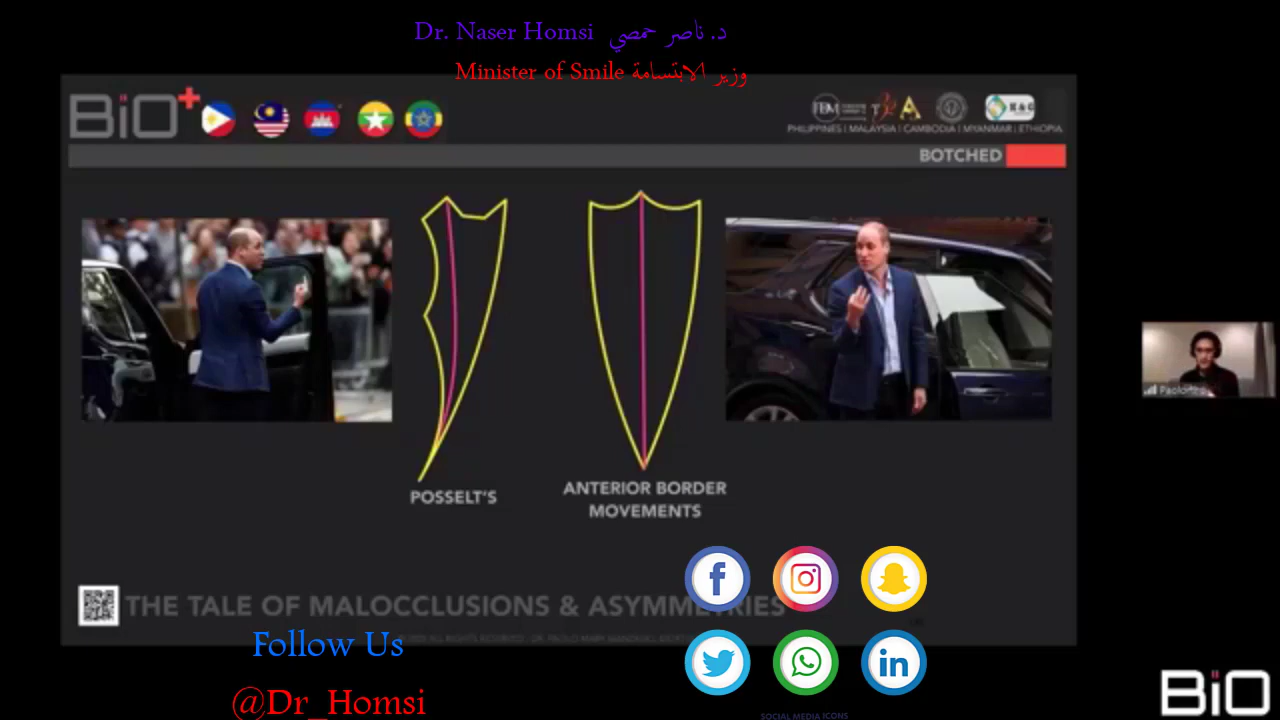 Dr. Naser Homsi د. ناصر حمصي
Minister of Smile وزير الابتسامة
BiO+
PHILIPPINES | MALAYSIA | CAMBODIA | MYANMAR | ETHIOPIA
BOTCHED
POSSELT'S
ANTERIOR BORDER
MOVEMENTS
THE TALE OF MALOCCLUSIONS & ASYMMETRIES
Follow Us
@Dr_Homsi
SOCIAL MEDIA ICONS
BiO